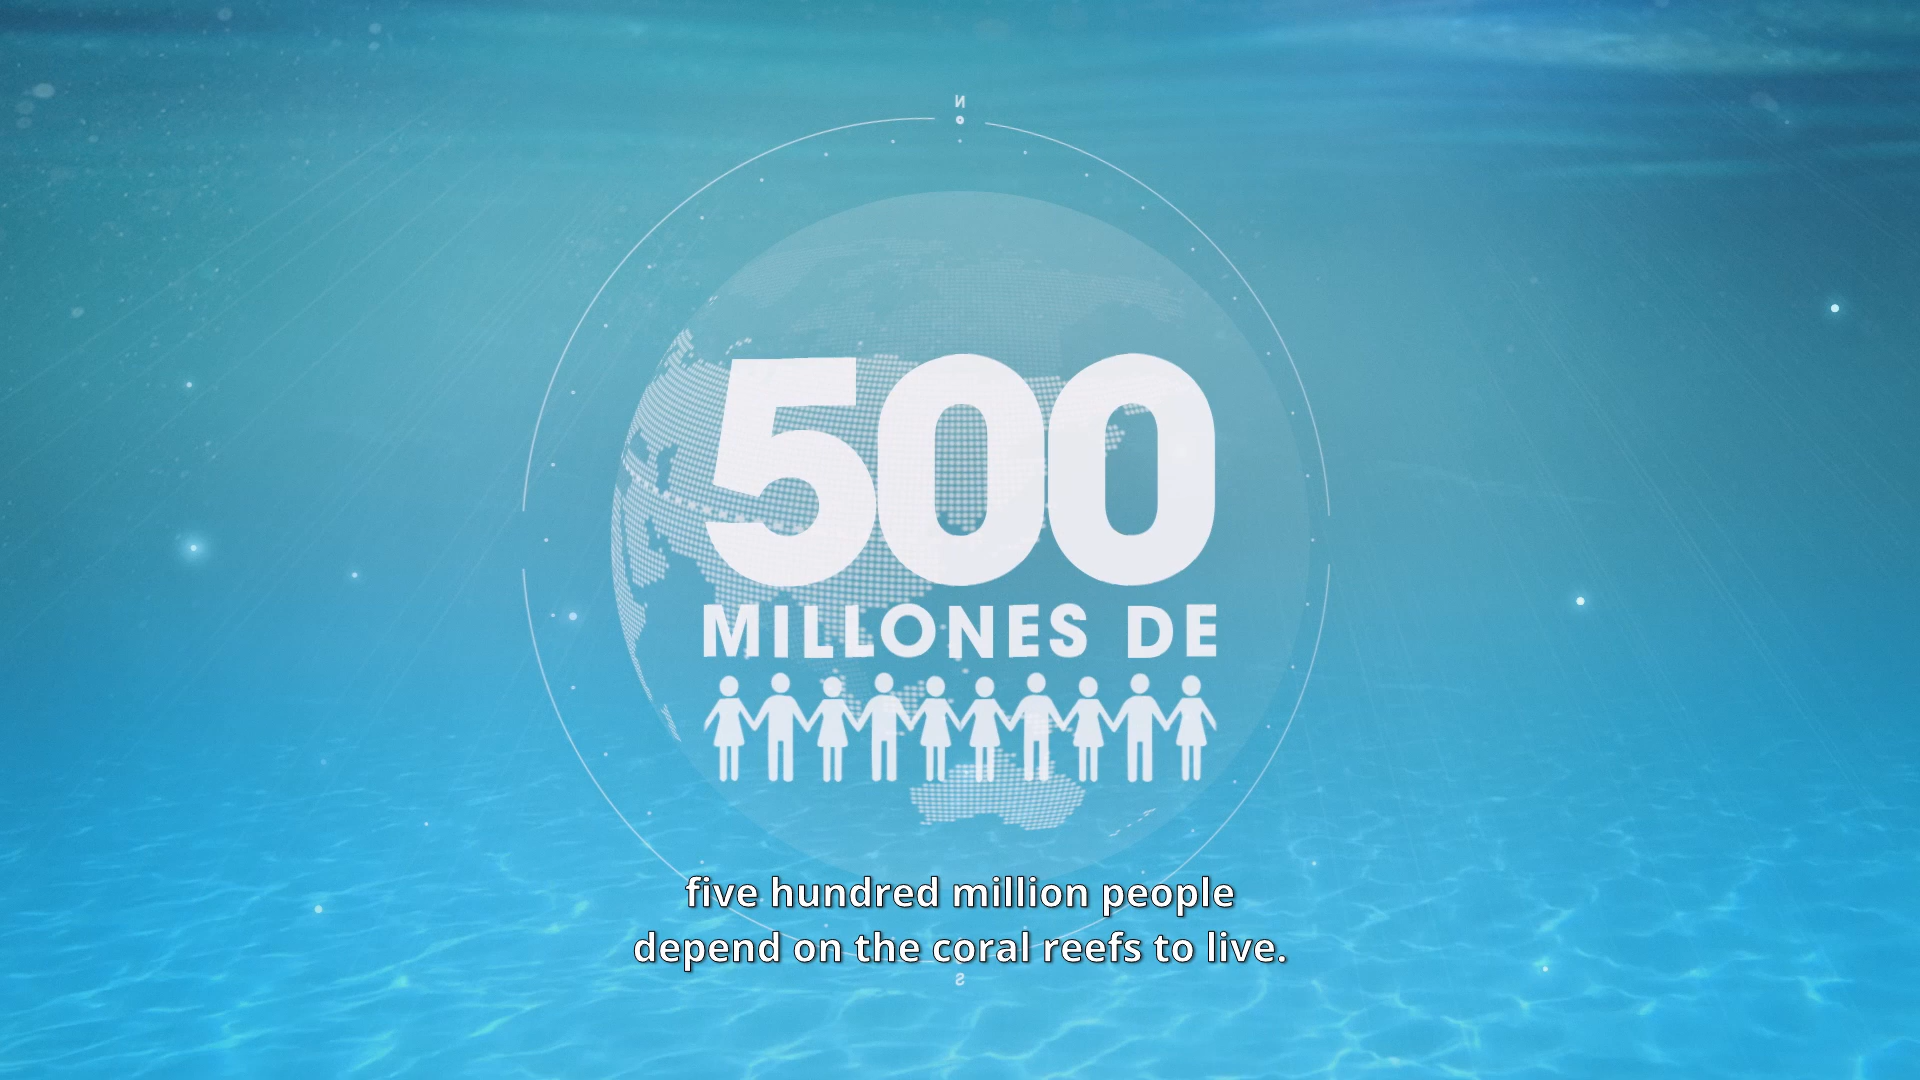 N
500
MILLONES DE
five hundred million people
depend on the coral reefs to live.
S